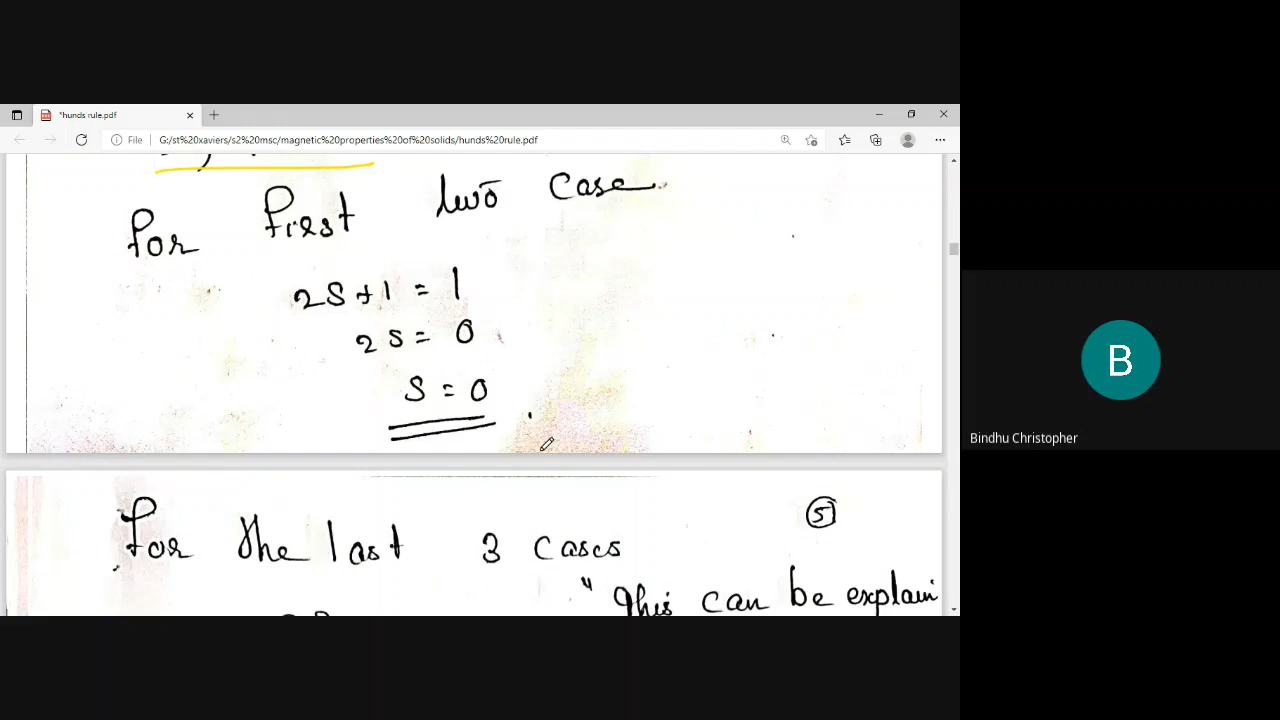 *hunds rule.pdf
File G:/st%20xaviers/s2%20msc/magnetic%20properties%20of%20solids/hunds%20rule.pdf
For First two case.
2S+1 = 1
2S = 0
S = 0
B
Bindhu Christopher
5
For the last 3 cases
" This can be explain